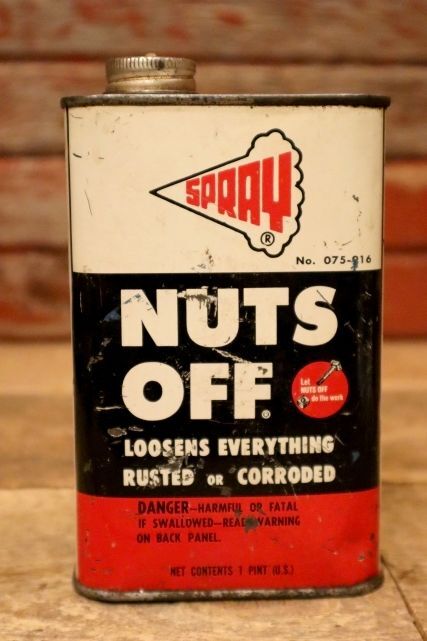 SPRAY
®
No. 075-916
NUTS
OFF®
Let
NUTS OFF
do the work
LOOSENS EVERYTHING
RUSTED OR CORRODED
DANGER—HARMFUL OR FATAL
IF SWALLOWED—READ WARNING
ON BACK PANEL.
NET CONTENTS 1 PINT (U.S.)